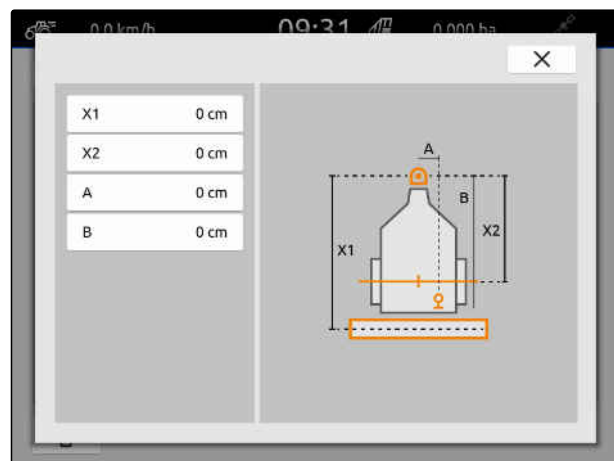 0.0 km/h 09:31 0.000 ha
X1 0 cm
X2 0 cm
A 0 cm
B 0 cm
A
B
X2
X1